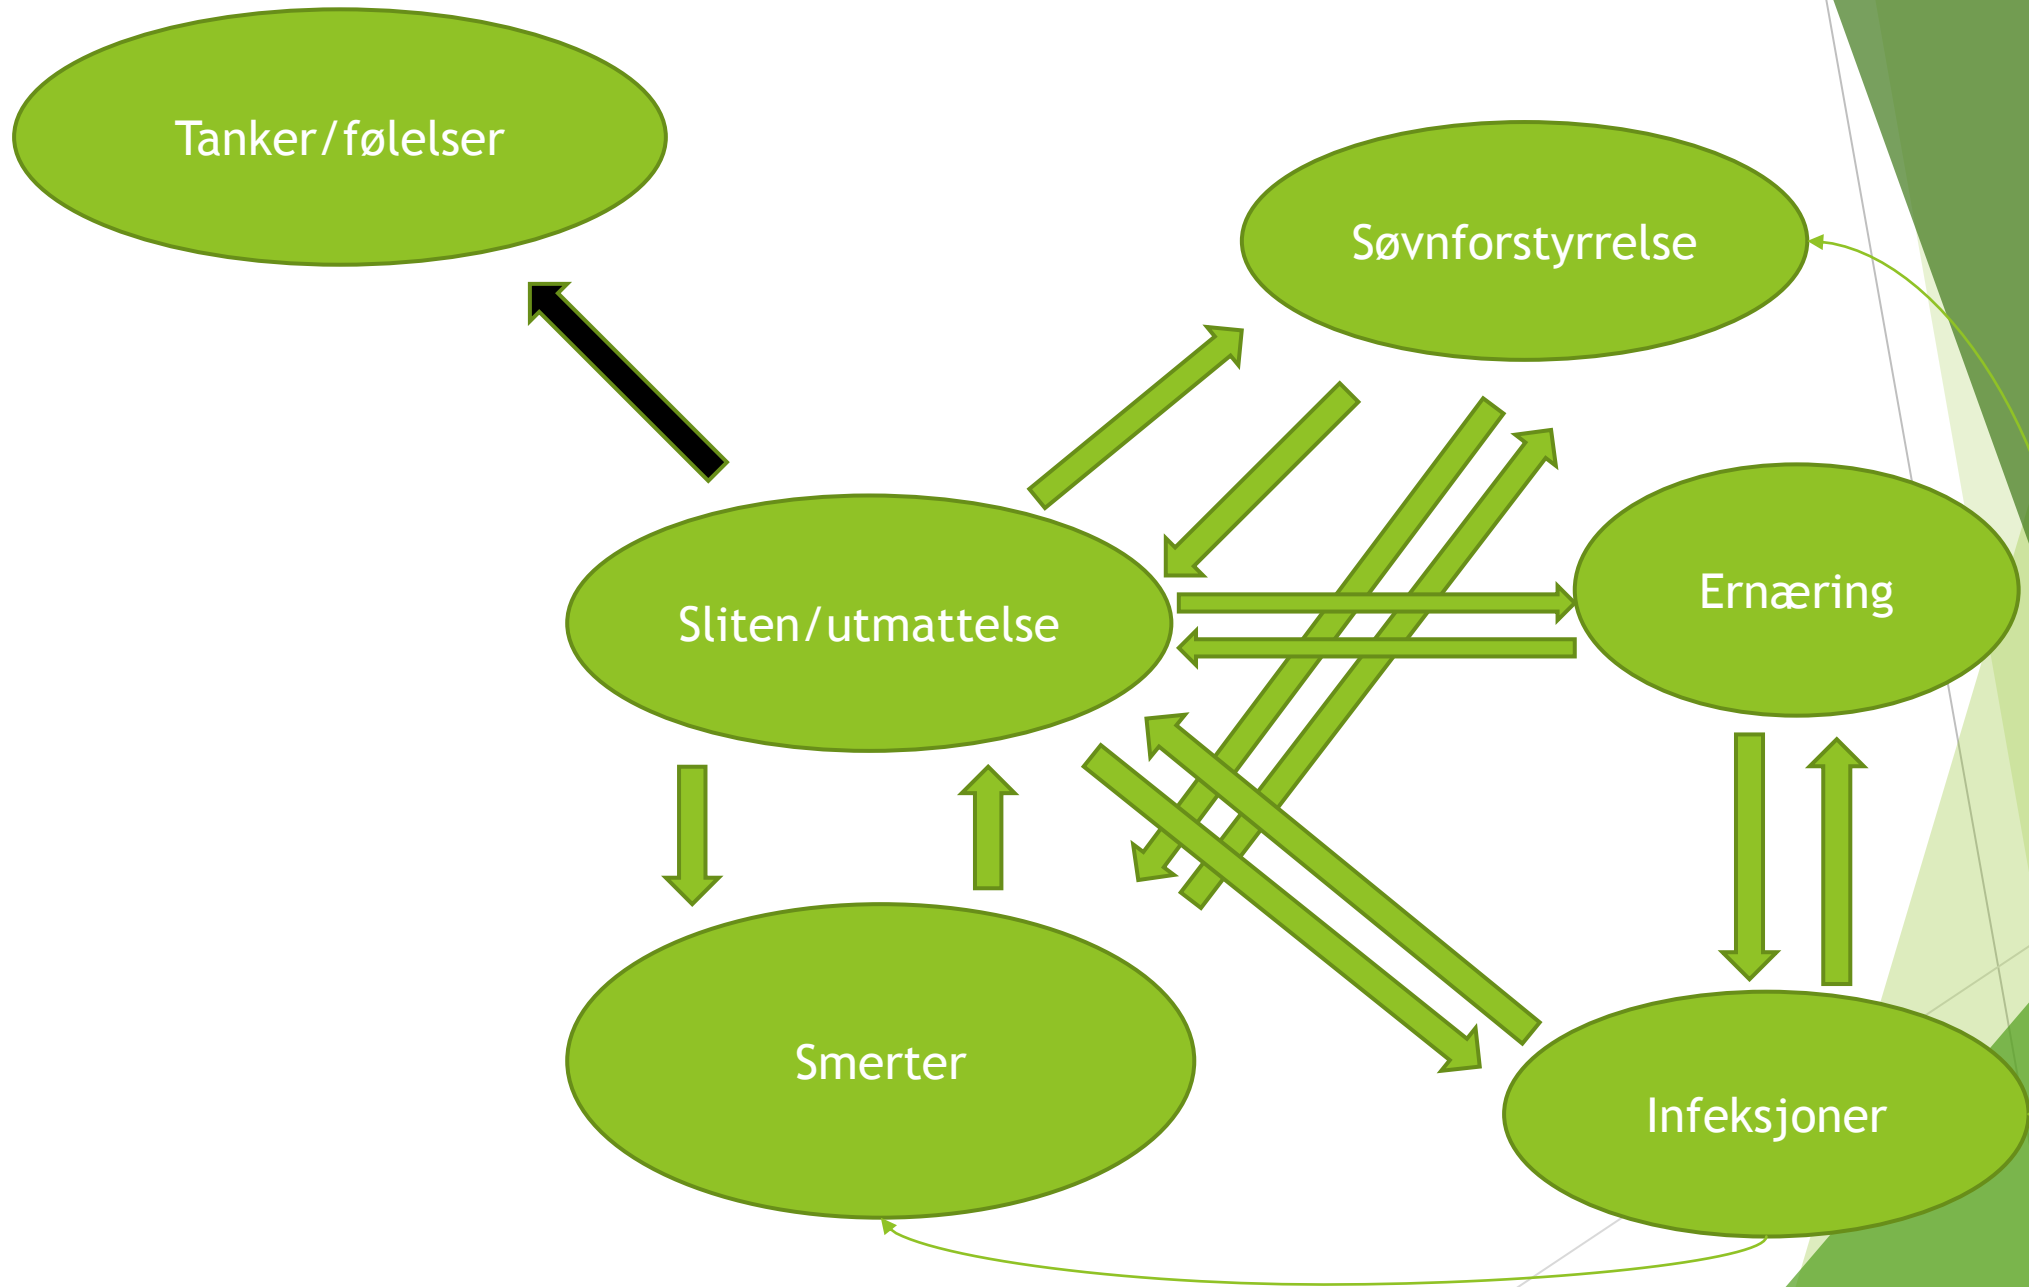 Tanker/følelser
Søvnforstyrrelse
Ernæring
Sliten/utmattelse
Smerter
Infeksjoner